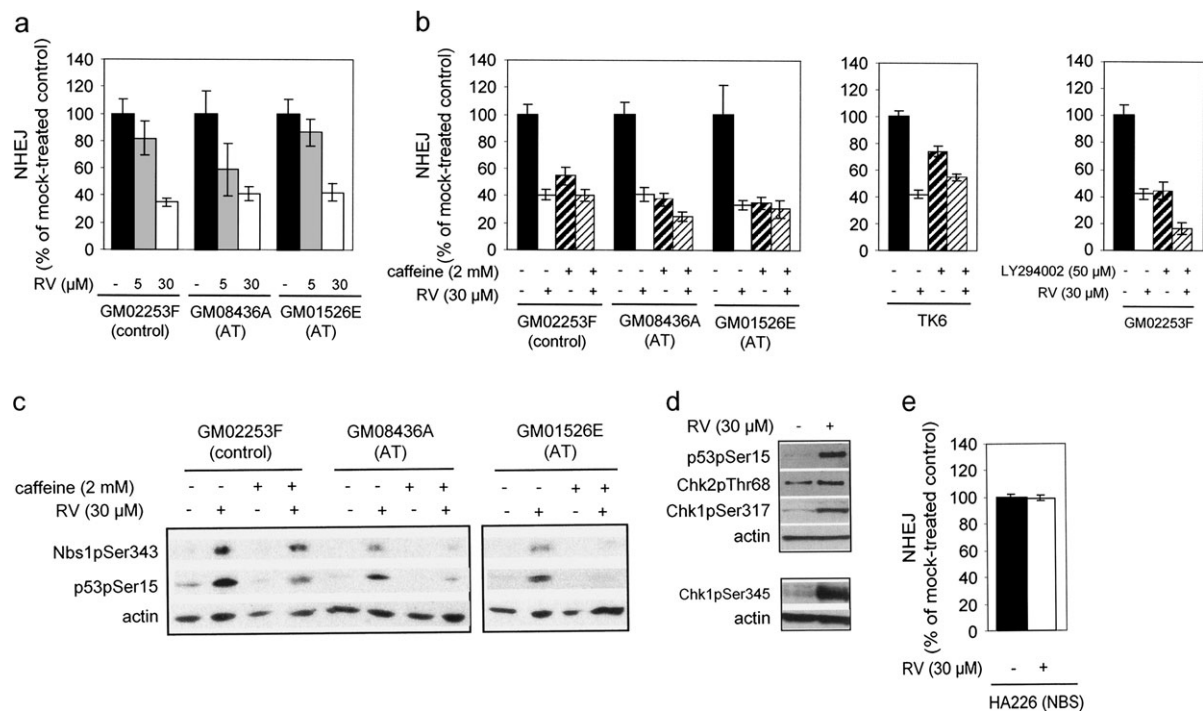 a
NHEJ
(% of mock-treated control)
140
120
100
80
60
40
20
0
RV (µM)
- 5 30 - 5 30 - 5 30
GM02253F GM08436A GM01526E
(control) (AT) (AT)
b
NHEJ
(% of mock-treated control)
140
120
100
80
60
40
20
0
caffeine (2 mM) - - + + - - + + - - + +
RV (30 µM) - + - + - + - + - + - +
GM02253F GM08436A GM01526E
(control) (AT) (AT)
140
120
100
80
60
40
20
0
- - + +
- + - +
TK6
140
120
100
80
60
40
20
0
LY294002 (50 µM) - - + +
RV (30 µM) - + - +
GM02253F
c
GM02253F GM08436A GM01526E
(control) (AT) (AT)
caffeine (2 mM) - - + + - - + + - - + +
RV (30 µM) - + - + - + - + - + - +
Nbs1pSer343
p53pSer15
actin
d
RV (30 µM) - +
p53pSer15
Chk2pThr68
Chk1pSer317
actin
Chk1pSer345
actin
e
NHEJ
(% of mock-treated control)
140
120
100
80
60
40
20
0
RV (30 µM) - +
HA226 (NBS)